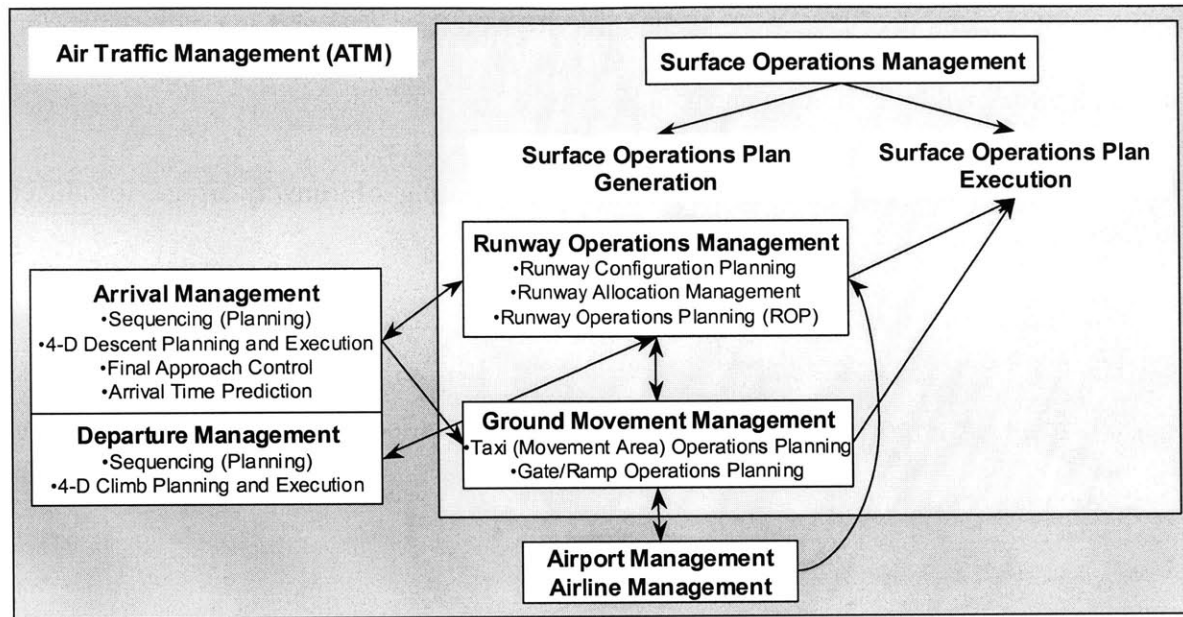 Air Traffic Management (ATM)
Surface Operations Management
Surface Operations Plan
Generation
Surface Operations Plan
Execution
Runway Operations Management
•Runway Configuration Planning
•Runway Allocation Management
•Runway Operations Planning (ROP)
Arrival Management
•Sequencing (Planning)
•4-D Descent Planning and Execution
•Final Approach Control
•Arrival Time Prediction
Departure Management
•Sequencing (Planning)
•4-D Climb Planning and Execution
Ground Movement Management
•Taxi (Movement Area) Operations Planning
•Gate/Ramp Operations Planning
Airport Management
Airline Management